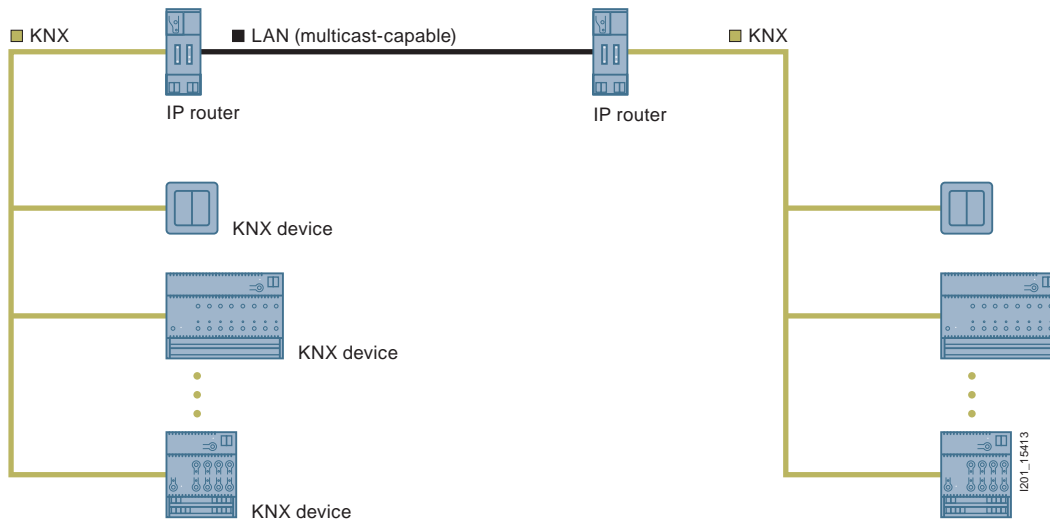 KNX
LAN (multicast-capable)
KNX
IP router
IP router
KNX device
KNX device
KNX device
I201_15413